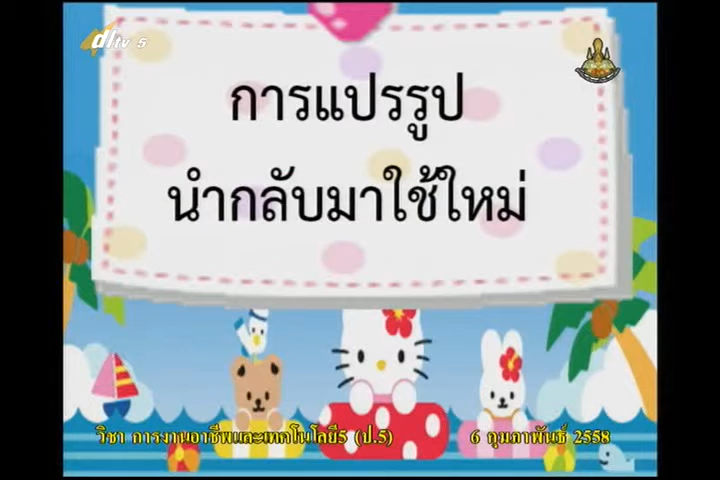 dltv 5
การแปรรูป
นำกลับมาใช้ใหม่
วิชา การงานอาชีพและเทคโนโลยี5 (ป.5) 6 กุมภาพันธ์ 2558